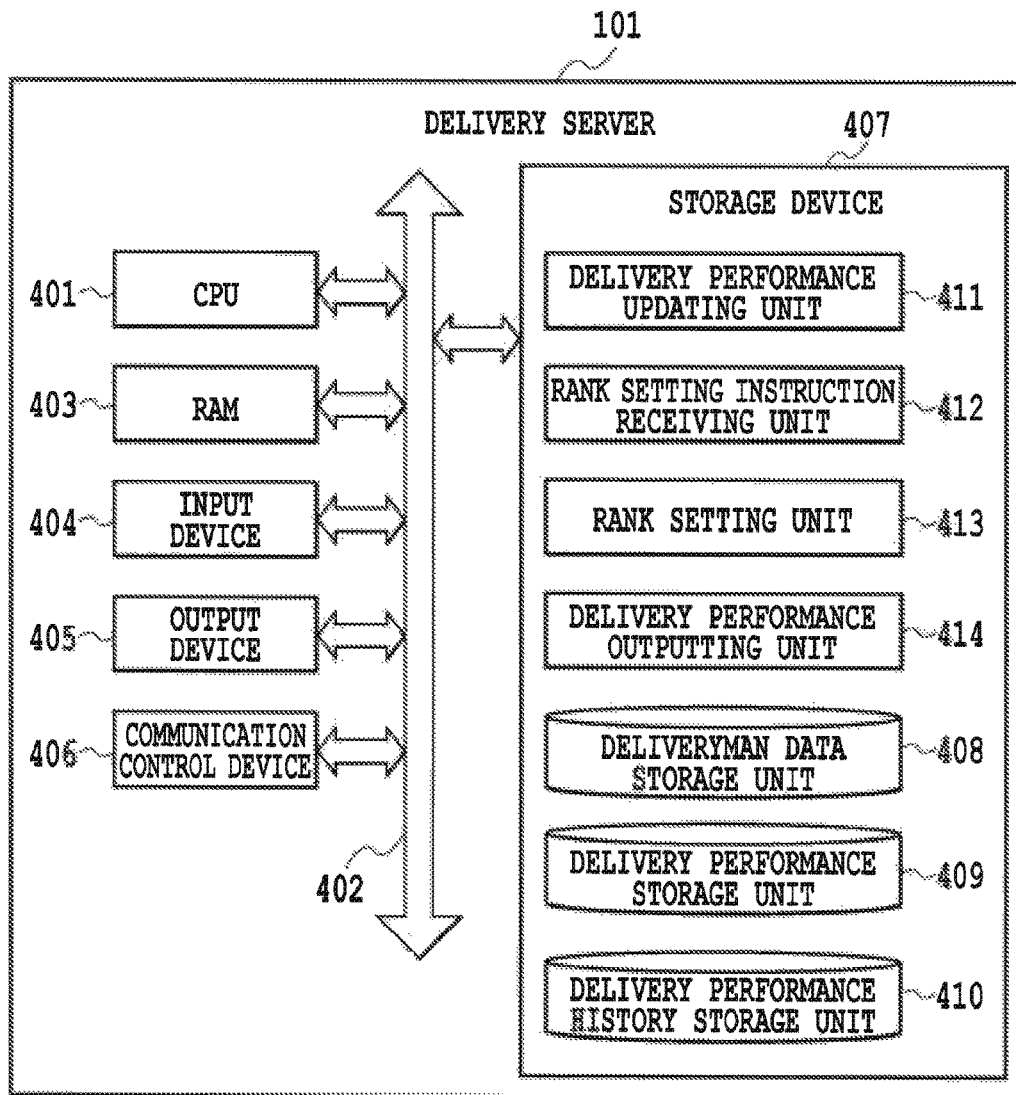 101
DELIVERY SERVER
407
STORAGE DEVICE
401
CPU
DELIVERY PERFORMANCE
UPDATING UNIT
411
403
RAM
RANK SETTING INSTRUCTION
RECEIVING UNIT
412
404
INPUT
DEVICE
RANK SETTING UNIT
413
405
OUTPUT
DEVICE
DELIVERY PERFORMANCE
OUTPUTTING UNIT
414
406
COMMUNICATION
CONTROL DEVICE
DELIVERYMAN DATA
STORAGE UNIT
408
402
DELIVERY PERFORMANCE
STORAGE UNIT
409
DELIVERY PERFORMANCE
HISTORY STORAGE UNIT
410